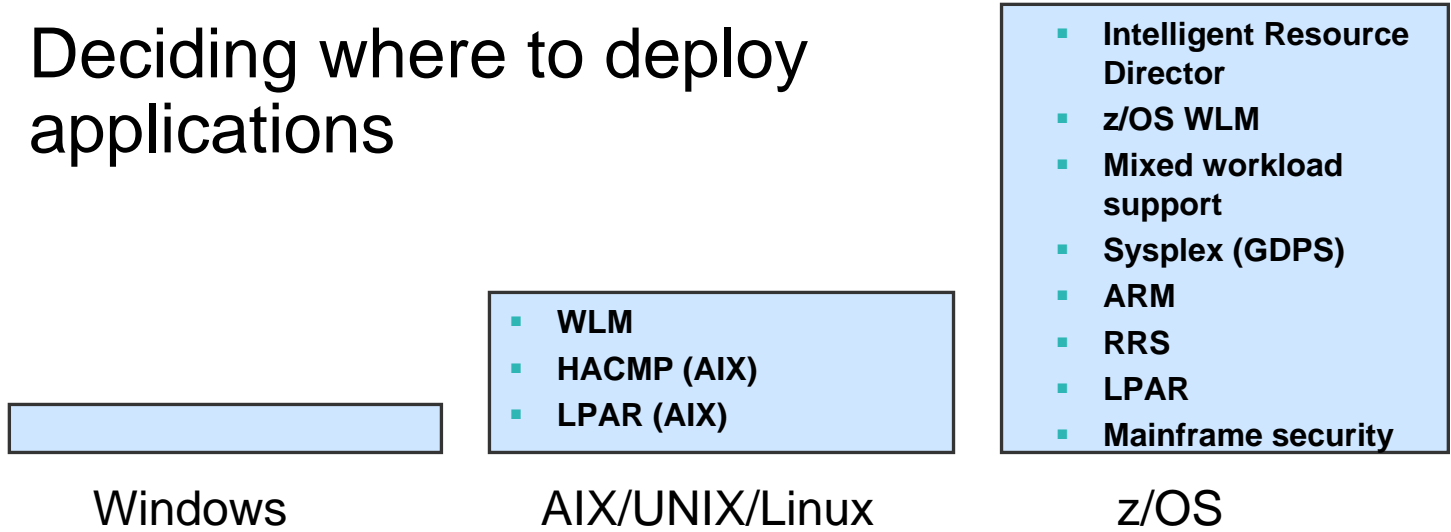 Deciding where to deploy
applications
▪ Intelligent Resource
Director
▪ z/OS WLM
▪ Mixed workload
support
▪ Sysplex (GDPS)
▪ ARM
▪ RRS
▪ LPAR
▪ Mainframe security
▪ WLM
▪ HACMP (AIX)
▪ LPAR (AIX)
Windows
AIX/UNIX/Linux
z/OS